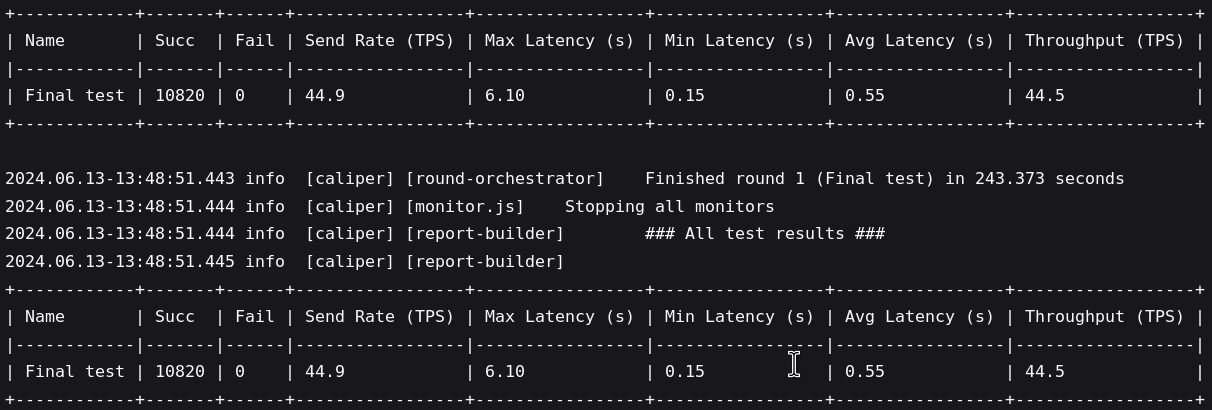 +------------+-------+------+-----------------+-----------------+-----------------+-----------------+------------------+
| Name       | Succ  | Fail | Send Rate (TPS) | Max Latency (s) | Min Latency (s) | Avg Latency (s) | Throughput (TPS) |
|------------|-------|------|-----------------|-----------------|-----------------|-----------------|------------------|
| Final test | 10820 | 0    | 44.9            | 6.10            | 0.15            | 0.55            | 44.5             |
+------------+-------+------+-----------------+-----------------+-----------------+-----------------+------------------+
2024.06.13-13:48:51.443 info  [caliper] [round-orchestrator]    Finished round 1 (Final test) in 243.373 seconds
2024.06.13-13:48:51.444 info  [caliper] [monitor.js]    Stopping all monitors
2024.06.13-13:48:51.444 info  [caliper] [report-builder]        ### All test results ###
2024.06.13-13:48:51.445 info  [caliper] [report-builder]
+------------+-------+------+-----------------+-----------------+-----------------+-----------------+------------------+
| Name       | Succ  | Fail | Send Rate (TPS) | Max Latency (s) | Min Latency (s) | Avg Latency (s) | Throughput (TPS) |
|------------|-------|------|-----------------|-----------------|-----------------|-----------------|------------------|
| Final test | 10820 | 0    | 44.9            | 6.10            | 0.15            | 0.55            | 44.5             |
+------------+-------+------+-----------------+-----------------+-----------------+-----------------+------------------+